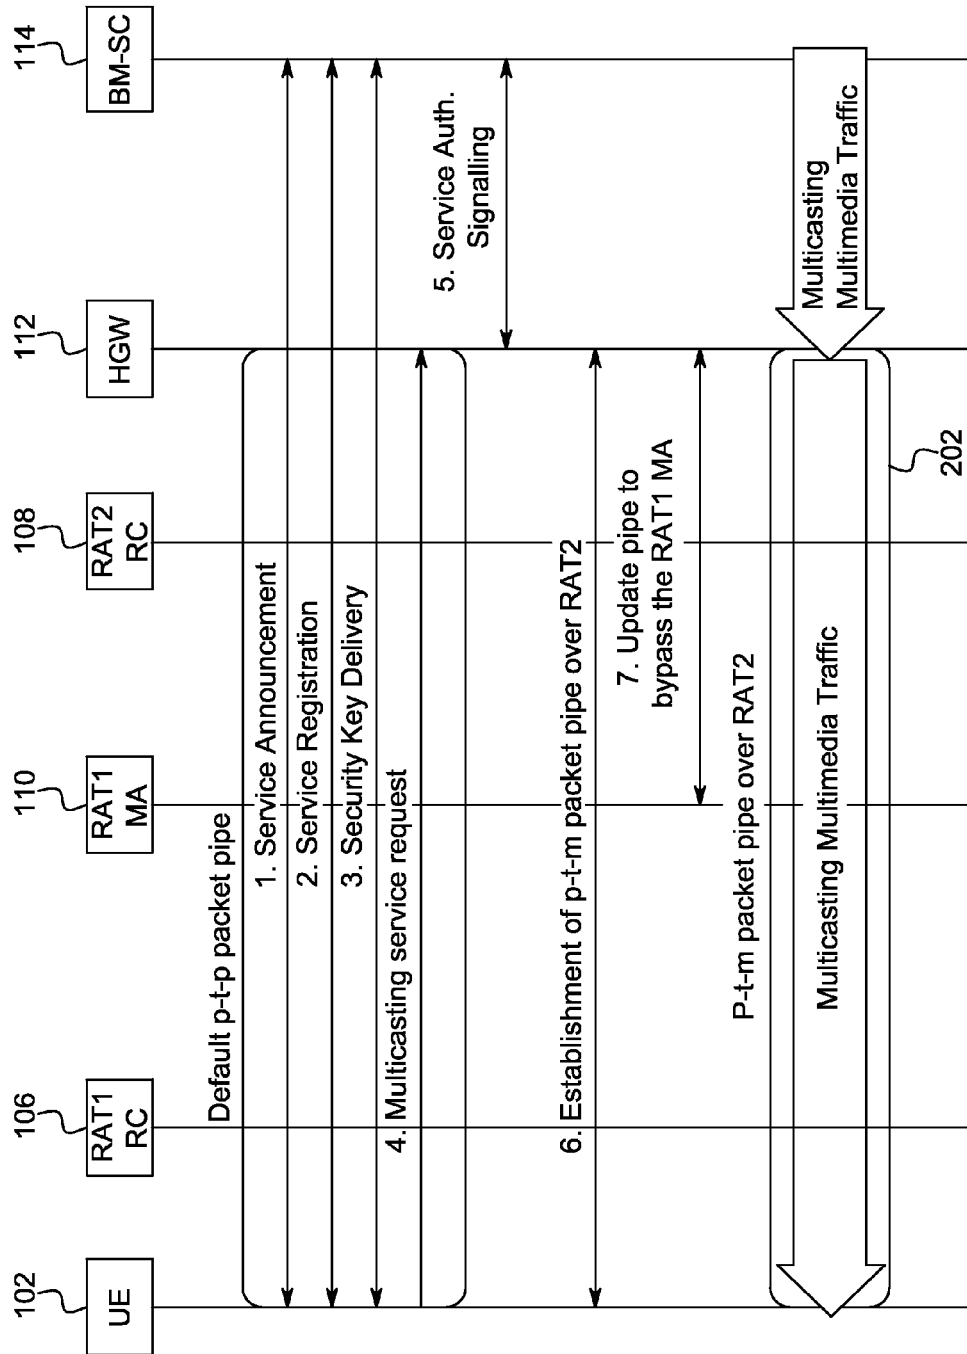 102
106
110
108
112
114
UE
RAT1
RC
RAT1
MA
RAT2
RC
HGW
BM-SC
Default p-t-p packet pipe
1. Service Announcement
2. Service Registration
3. Security Key Delivery
4. Multicasting service request
5. Service Auth.
Signalling
6. Establishment of p-t-m packet pipe over RAT2
7. Update pipe to
bypass the RAT1 MA
P-t-m packet pipe over RAT2
Multicasting Multimedia Traffic
Multicasting
Multimedia Traffic
202